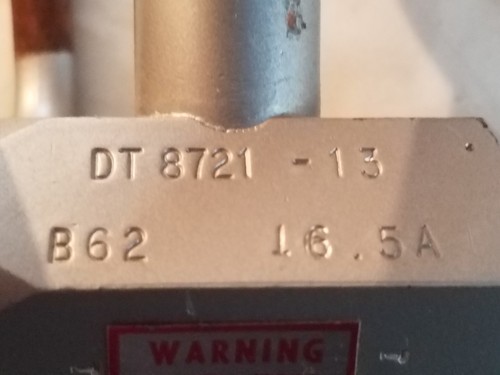 DT 8721 - 13
B62 16.5A
WARNING